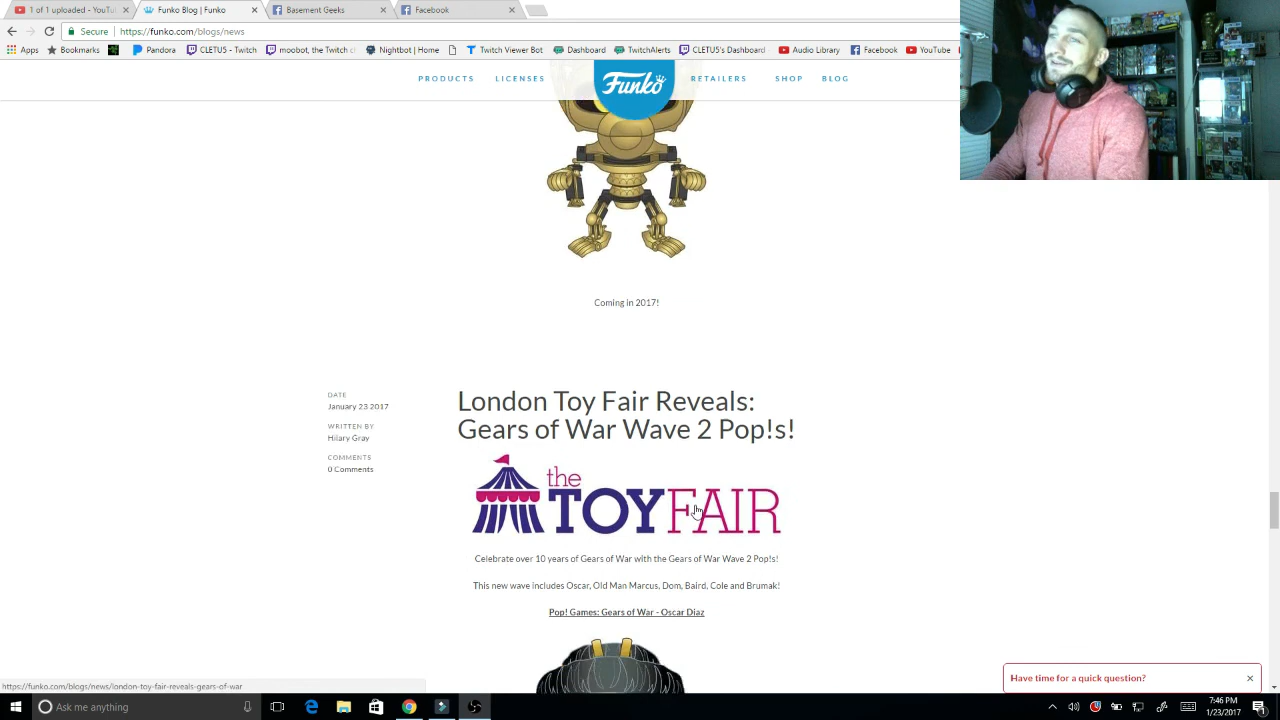 1 of 1 uploaded - YouTu
Funko Blog | Funko
Basement Geeks
Facebook
Secure
https://funko.com/blogs/news
Apps
Bookmarks
Pandora
CLETUS - Twitch
Primobot, the Twitch
Nightbot | Home
Twitch Viewer Bot
Dashboard
TwitchAlerts
CLETUS's Dashboard
Audio Library
Facebook
YouTube
PRODUCTS
LICENSES
Funko
RETAILERS
SHOP
BLOG
Coming in 2017!
DATE
January 23 2017
WRITTEN BY
Hilary Gray
COMMENTS
0 Comments
London Toy Fair Reveals:
Gears of War Wave 2 Pop!s!
the
TOYFAIR
Celebrate over 10 years of Gears of War with the Gears of War Wave 2 Pop!s!
This new wave includes Oscar, Old Man Marcus, Dom, Baird, Cole and Brumak!
Pop! Games: Gears of War - Oscar Diaz
Have time for a quick question?
https://funko.com/blogs/news/london-toy-fair-reveals-gears-of-war
Ask me anything
7:46 PM
1/23/2017